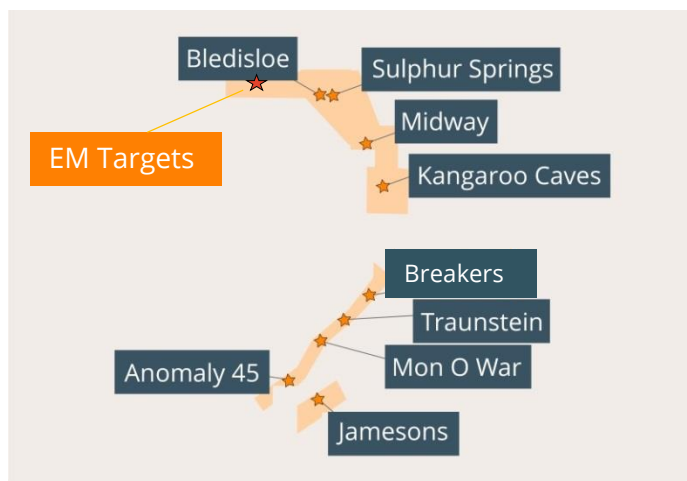 Bledisloe
Sulphur Springs
Midway
EM Targets
Kangaroo Caves
Breakers
Traunstein
Mon O War
Anomaly 45
Jamesons